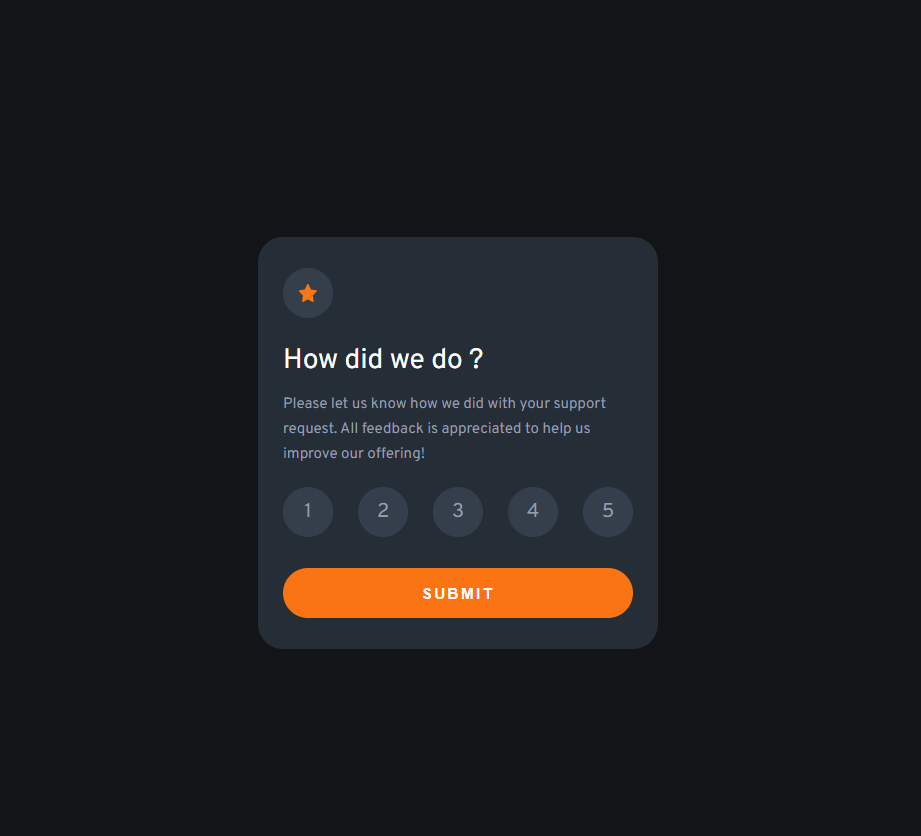 How did we do ?
Please let us know how we did with your support
request. All feedback is appreciated to help us
improve our offering!
1 2 3 4 5
SUBMIT